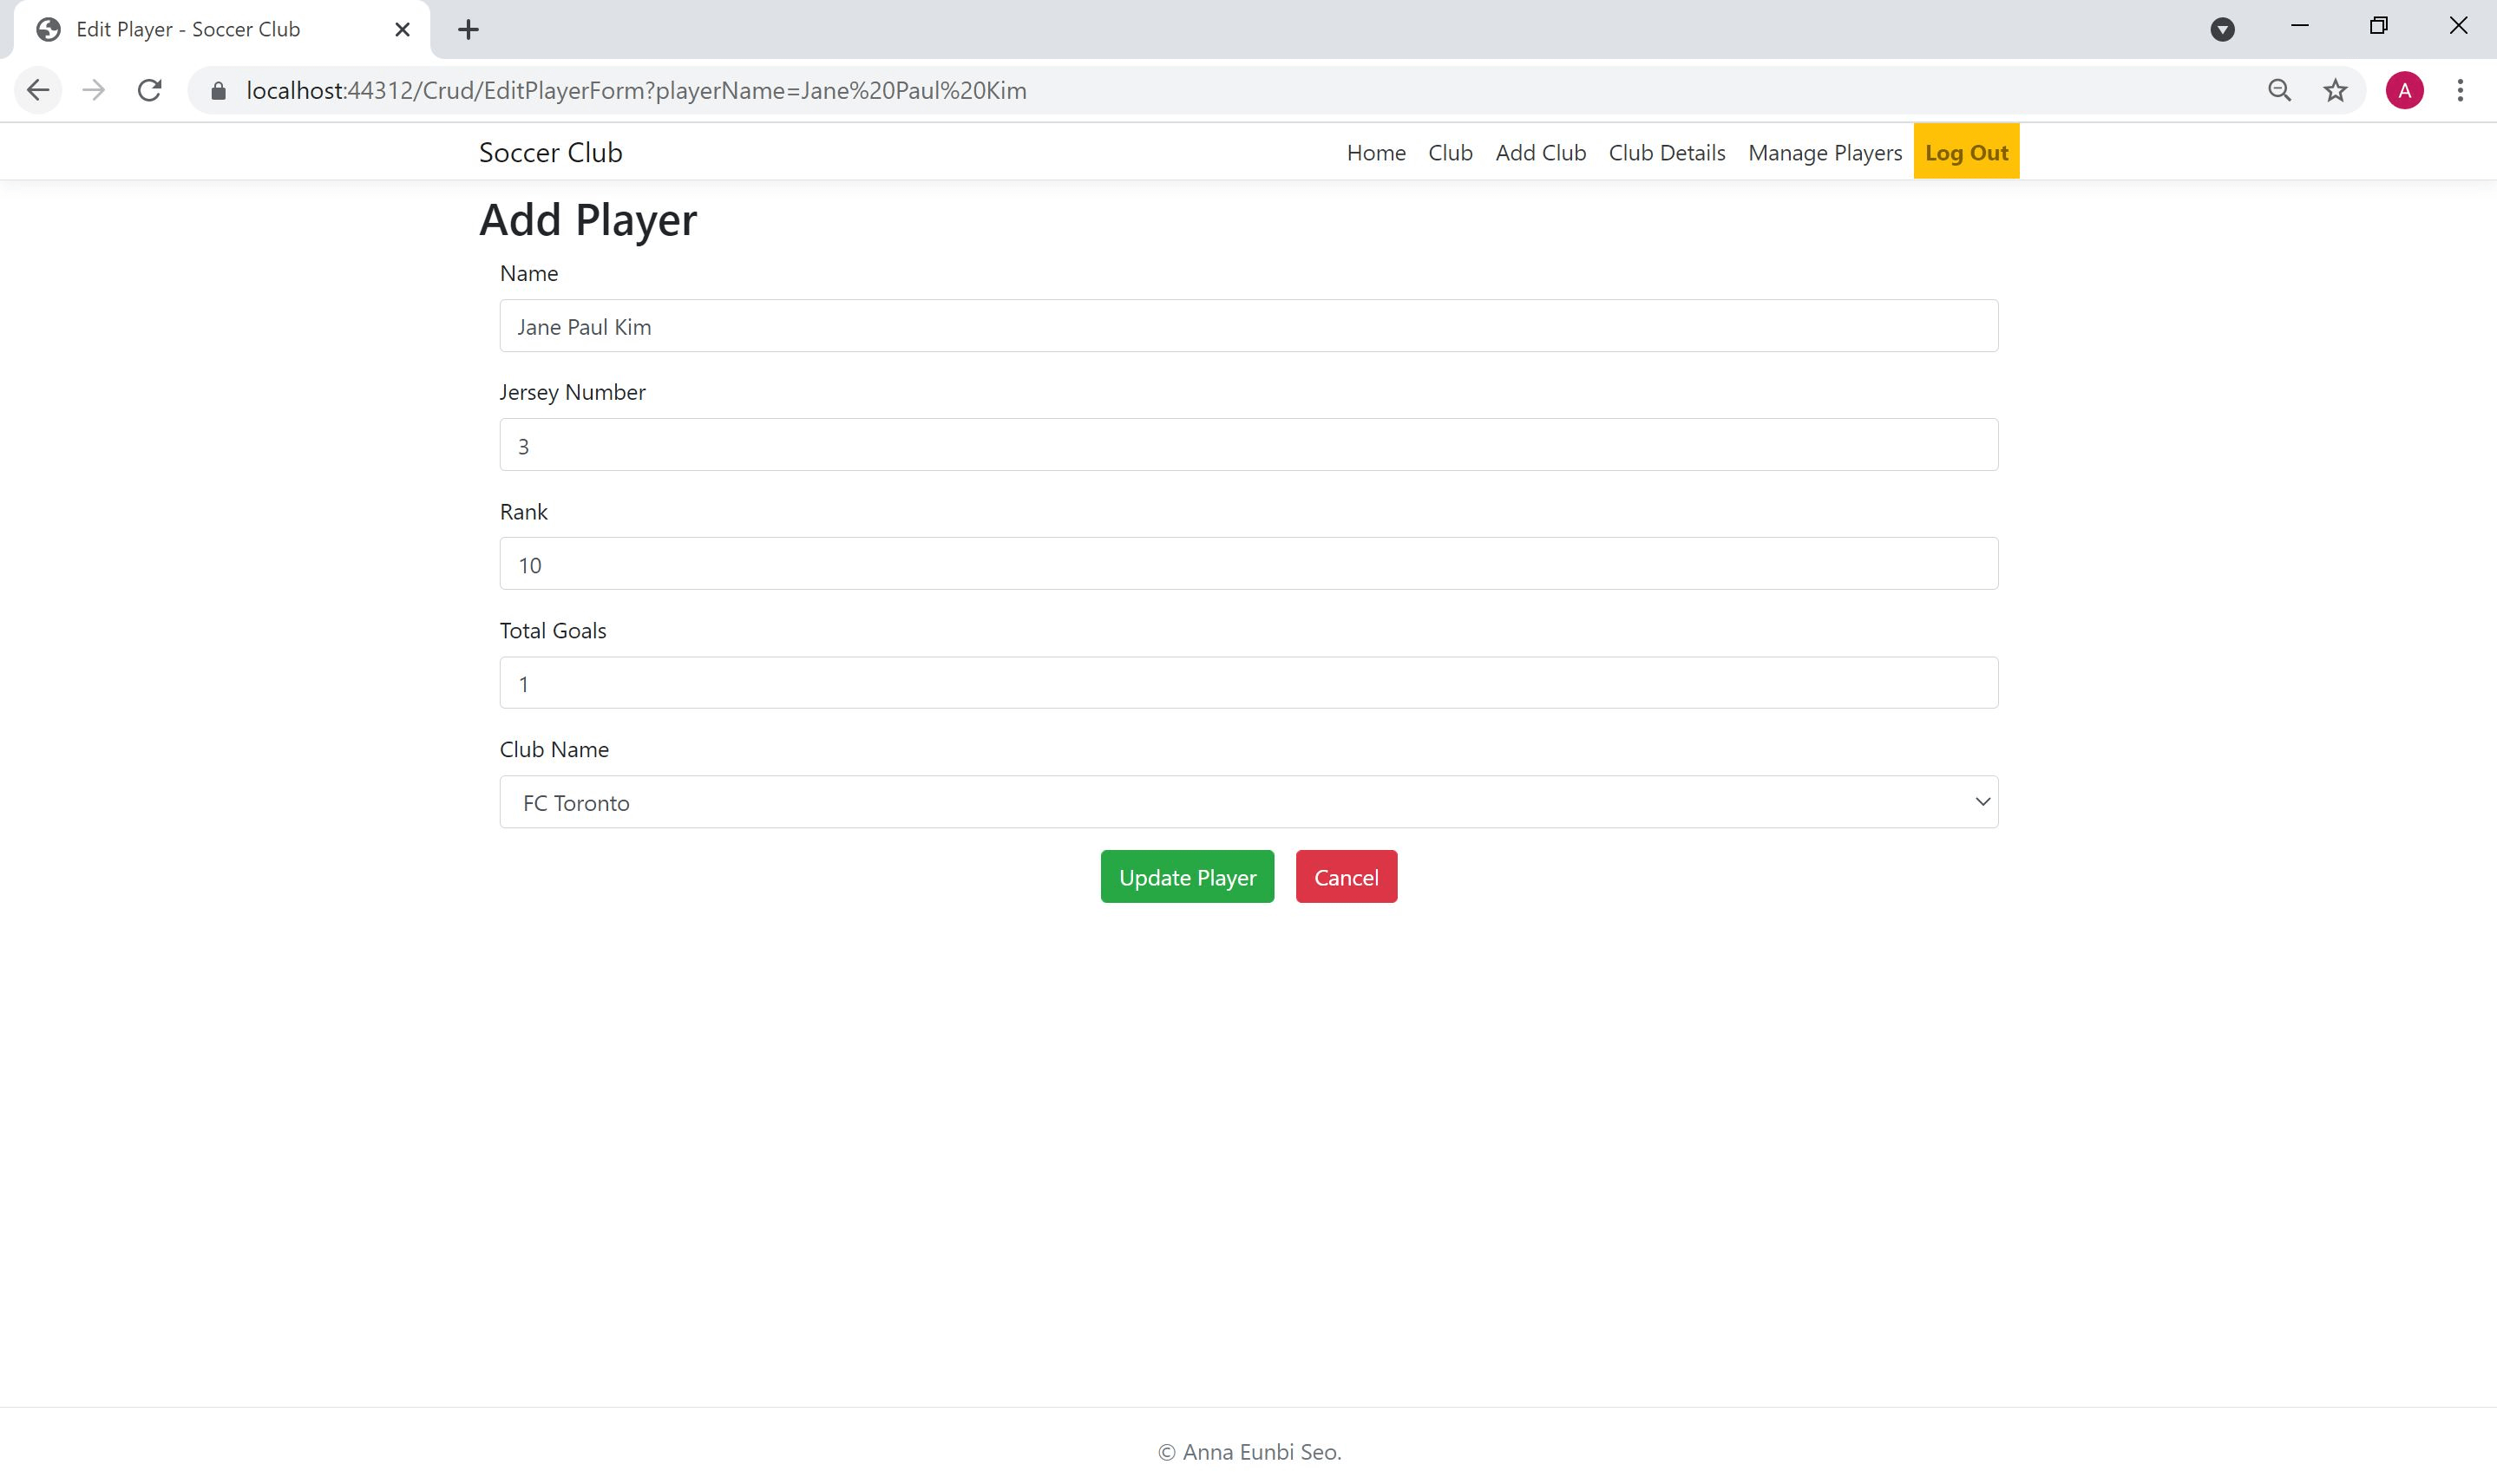 Edit Player - Soccer Club
localhost:44312/Crud/EditPlayerForm?playerName=Jane%20Paul%20Kim
A
Soccer Club Home Club Add Club Club Details Manage Players Log Out
Add Player
Name
Jane Paul Kim
Jersey Number
3
Rank
10
Total Goals
1
Club Name
FC Toronto
Update Player Cancel
© Anna Eunbi Seo.